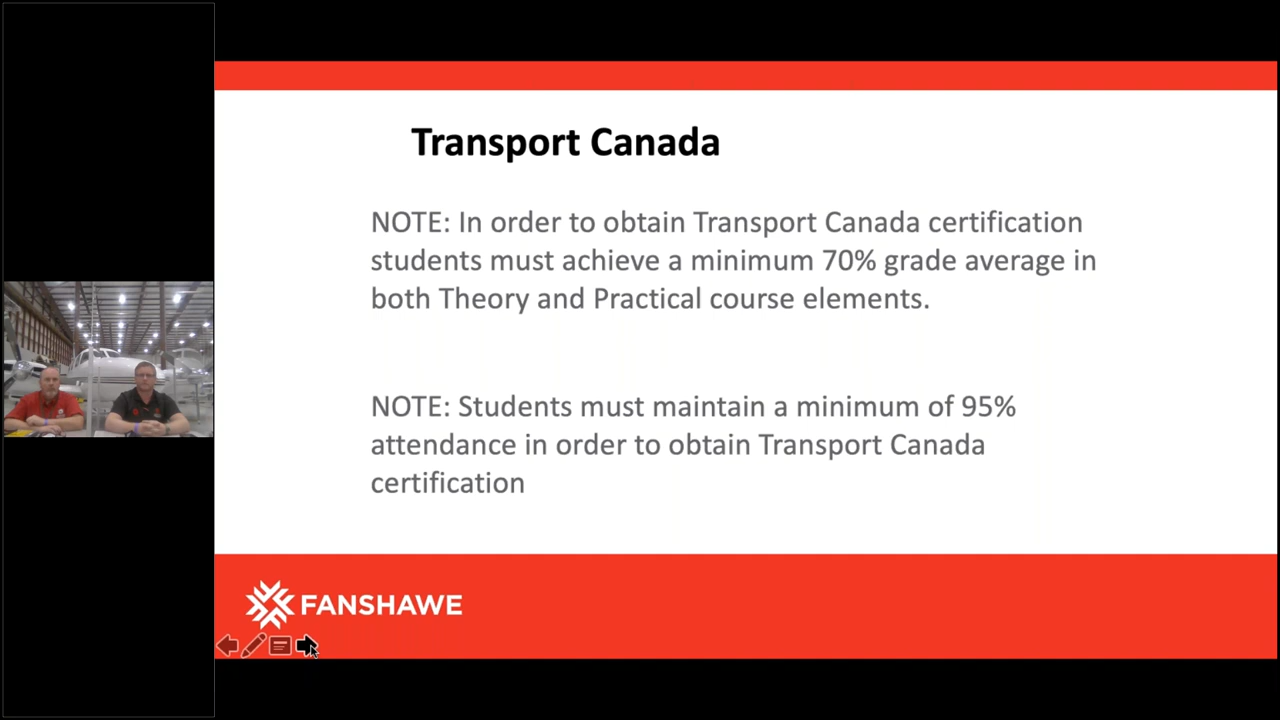 Transport Canada
NOTE: In order to obtain Transport Canada certification
students must achieve a minimum 70% grade average in
both Theory and Practical course elements.
NOTE: Students must maintain a minimum of 95%
attendance in order to obtain Transport Canada
certification
FANSHAWE